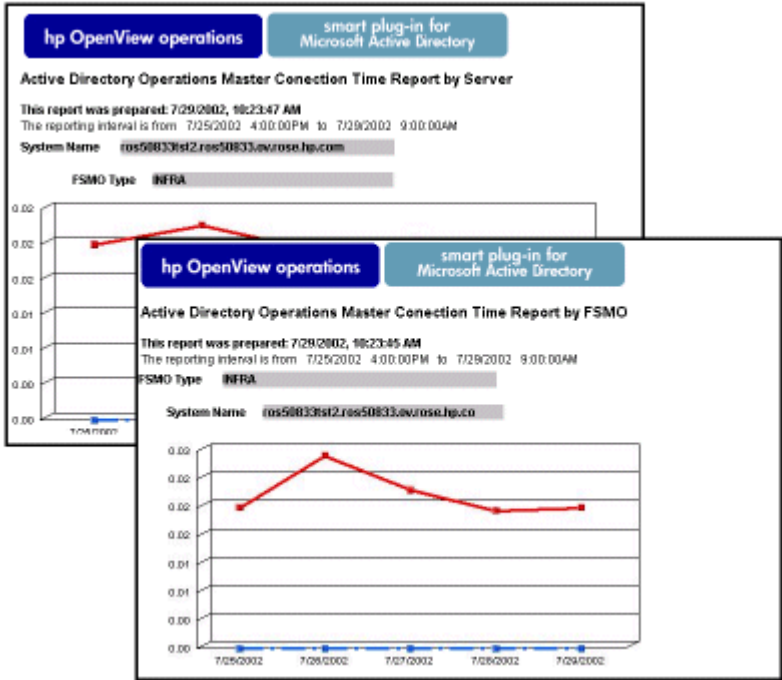 hp OpenView operations
smart plug-in for
Microsoft Active Directory
Active Directory Operations Master Conection Time Report by Server
This report was prepared: 7/29/2002, 10:23:47 AM
The reporting interval is from 7/25/2002 4:00:00PM to 7/29/2002 9:00:00AM
System Name ros50833tst2.ros50833.ov.rose.hp.com
FSMO Type INFRA
0.02
0.02
0.02
0.01
0.01
0.00
0.00
7/25/2002
hp OpenView operations
smart plug-in for
Microsoft Active Directory
Active Directory Operations Master Conection Time Report by FSMO
This report was prepared: 7/29/2002, 10:23:45 AM
The reporting interval is from 7/25/2002 4:00:00PM to 7/29/2002 9:00:00AM
FSMO Type INFRA
System Name ros50833tst2.ros50833.ov.rose.hp.co
0.03
0.02
0.02
0.02
0.01
0.01
0.00
0.00
7/25/2002 7/26/2002 7/27/2002 7/28/2002 7/29/2002